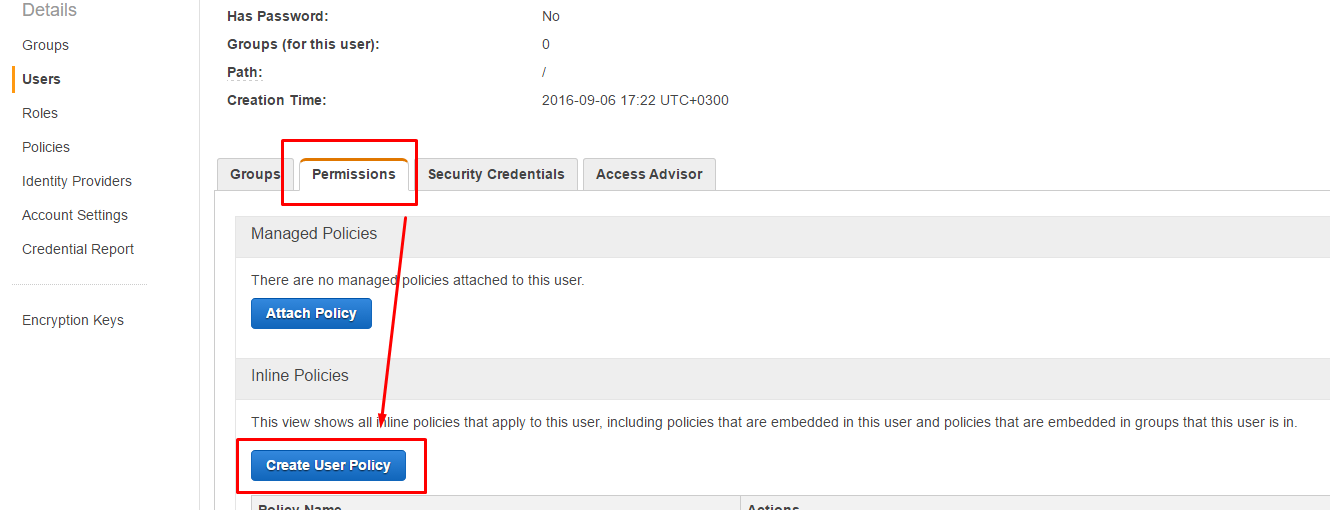 Details
Groups
Users
Roles
Policies
Identity Providers
Account Settings
Credential Report
Encryption Keys
Has Password: No
Groups (for this user): 0
Path: /
Creation Time: 2016-09-06 17:22 UTC+0300
Groups Permissions Security Credentials Access Advisor
Managed Policies
There are no managed policies attached to this user.
Attach Policy
Inline Policies
This view shows all inline policies that apply to this user, including policies that are embedded in this user and policies that are embedded in groups that this user is in.
Create User Policy
Policy Name Actions